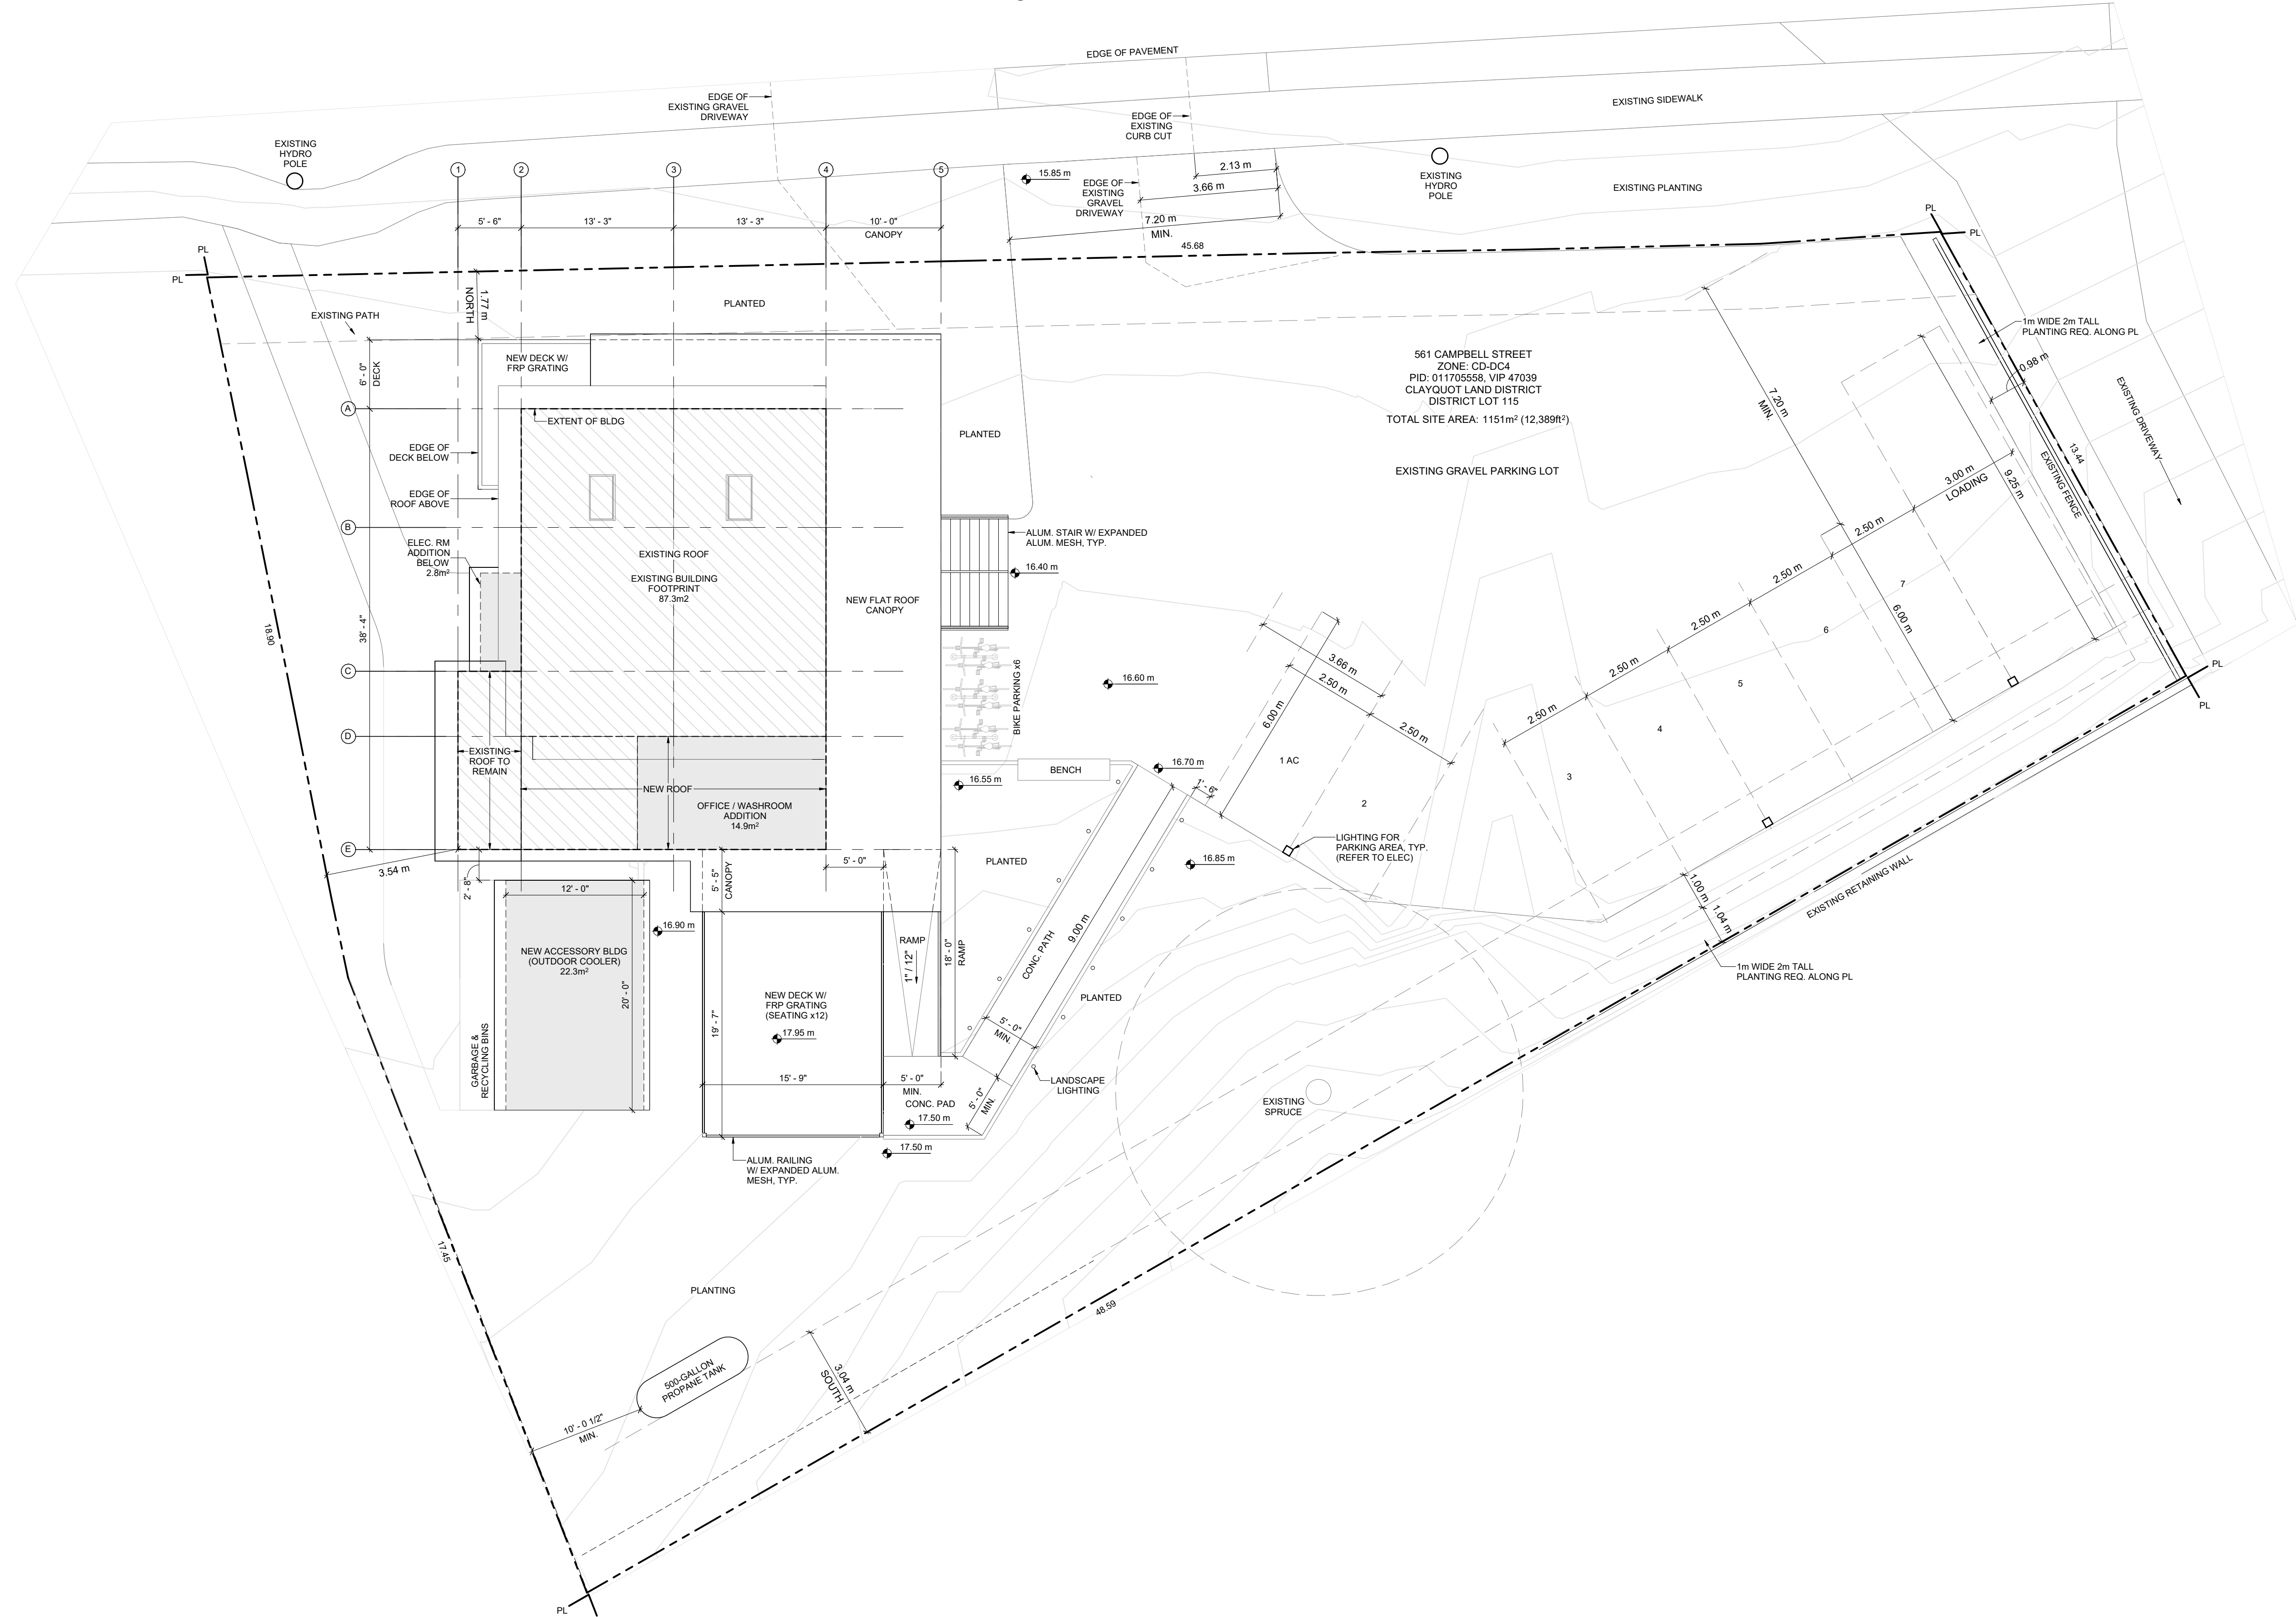 EDGE OF PAVEMENT
EDGE OF
EXISTING GRAVEL
DRIVEWAY
EXISTING SIDEWALK
EDGE OF
EXISTING
CURB CUT
EXISTING
HYDRO
POLE
1
2
3
4
5
15.85 m
2.13 m
EDGE OF
EXISTING
GRAVEL
DRIVEWAY
3.66 m
7.20 m
MIN.
EXISTING
HYDRO
POLE
EXISTING PLANTING
5' - 6"
13' - 3"
13' - 3"
10' - 0"
CANOPY
45.68
PL
PL
PL
PL
1.77 m
NORTH
PLANTED
EXISTING PATH
6' - 0"
DECK
NEW DECK W/
FRP GRATING
1m WIDE 2m TALL
PLANTING REQ. ALONG PL
0.98 m
561 CAMPBELL STREET
ZONE: CD-DC4
PID: 011705558, VIP 47039
CLAYQUOT LAND DISTRICT
DISTRICT LOT 115
TOTAL SITE AREA: 1151m² (12,389ft²)
7.20 m
MIN.
EXISTING DRIVEWAY
13.44
A
EXTENT OF BLDG
PLANTED
EDGE OF
DECK BELOW
EXISTING GRAVEL PARKING LOT
3.00 m
LOADING
9.25 m
EXISTING FENCE
EDGE OF
ROOF ABOVE
B
ALUM. STAIR W/ EXPANDED
ALUM. MESH, TYP.
2.50 m
ELEC. RM
ADDITION
BELOW
2.8m²
EXISTING ROOF
EXISTING BUILDING
FOOTPRINT
87.3m2
16.40 m
2.50 m
7
NEW FLAT ROOF
CANOPY
2.50 m
6.00 m
6
38' - 4"
18.90
C
BIKE PARKING x6
16.60 m
3.66 m
2.50 m
2.50 m
5
PL
PL
6.00 m
2.50 m
2.50 m
4
D
EXISTING
ROOF TO
REMAIN
BENCH
16.70 m
1 AC
3
16.55 m
1' - 6"
NEW ROOF
2
OFFICE / WASHROOM
ADDITION
14.9m²
E
LIGHTING FOR
PARKING AREA, TYP.
(REFER TO ELEC)
PLANTED
16.85 m
5' - 0"
3.54 m
2' - 8"
5' - 5"
CANOPY
12' - 0"
1.00 m
1.04 m
EXISTING RETAINING WALL
16.90 m
RAMP
1" / 12"
18' - 0"
RAMP
CONC. PATH
9.00 m
NEW ACCESSORY BLDG
(OUTDOOR COOLER)
22.3m²
1m WIDE 2m TALL
PLANTING REQ. ALONG PL
20' - 0"
NEW DECK W/
FRP GRATING
(SEATING x12)
PLANTED
19' - 7"
17.95 m
5' - 0"
MIN.
GARBAGE &
RECYCLING BINS
15' - 9"
5' - 0"
MIN.
LANDSCAPE
LIGHTING
CONC. PAD
5' - 0"
MIN.
17.50 m
EXISTING
SPRUCE
17.50 m
ALUM. RAILING
W/ EXPANDED ALUM.
MESH, TYP.
17.45
PLANTING
48.59
500-GALLON
PROPANE TANK
3.04 m
SOUTH
10' - 0 1/2"
MIN.
PL